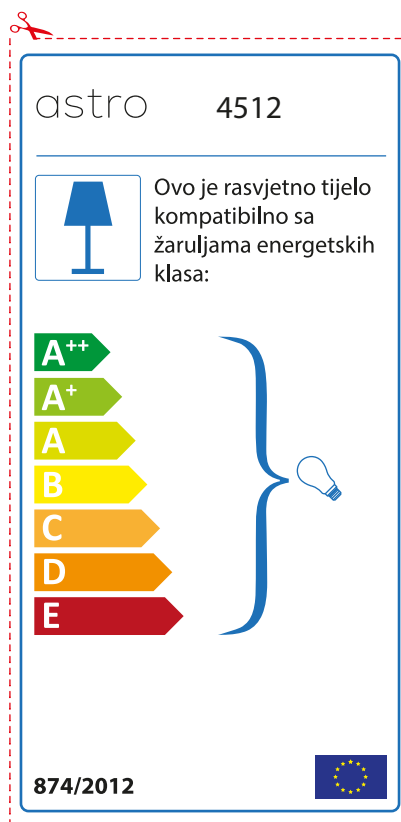 astro 4512
Ovo je rasvjetno tijelo
kompatibilno sa
žaruljama energetskih
klasa:
A++
A+
A
B
C
D
E
874/2012